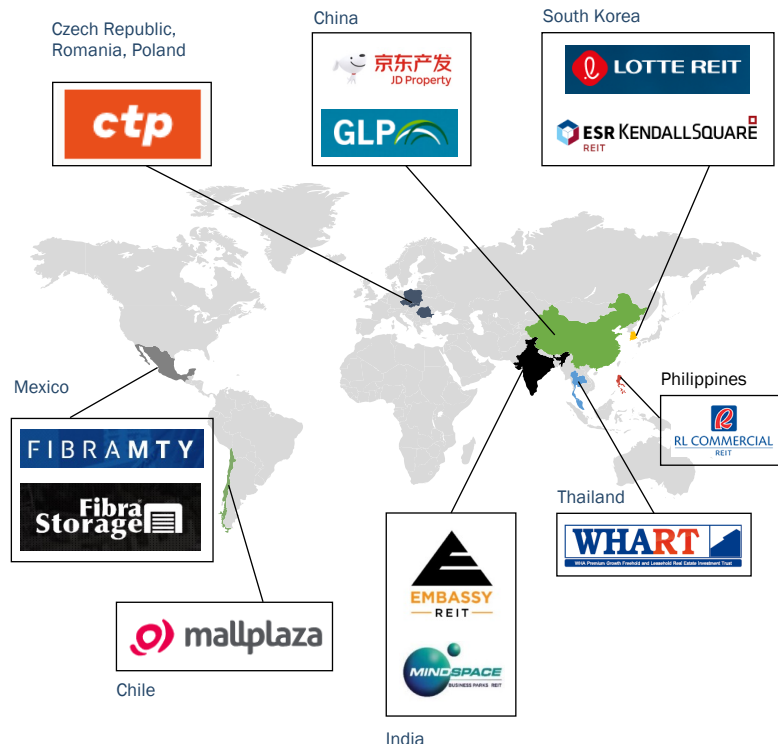 Czech Republic,
Romania, Poland
ctp
China
京东产发
JD Property
GLP
South Korea
LOTTE REIT
ESR KENDALLSQUARE
REIT
Mexico
FIBRAMTY
Fibra
Storage
Philippines
RL COMMERCIAL
REIT
Thailand
WHART
WHA Premium Growth Freehold and Leasehold Real Estate Investment Trust
EMBASSY
REIT
MINDSPACE
BUSINESS PARKS REIT
India
mallplaza
Chile